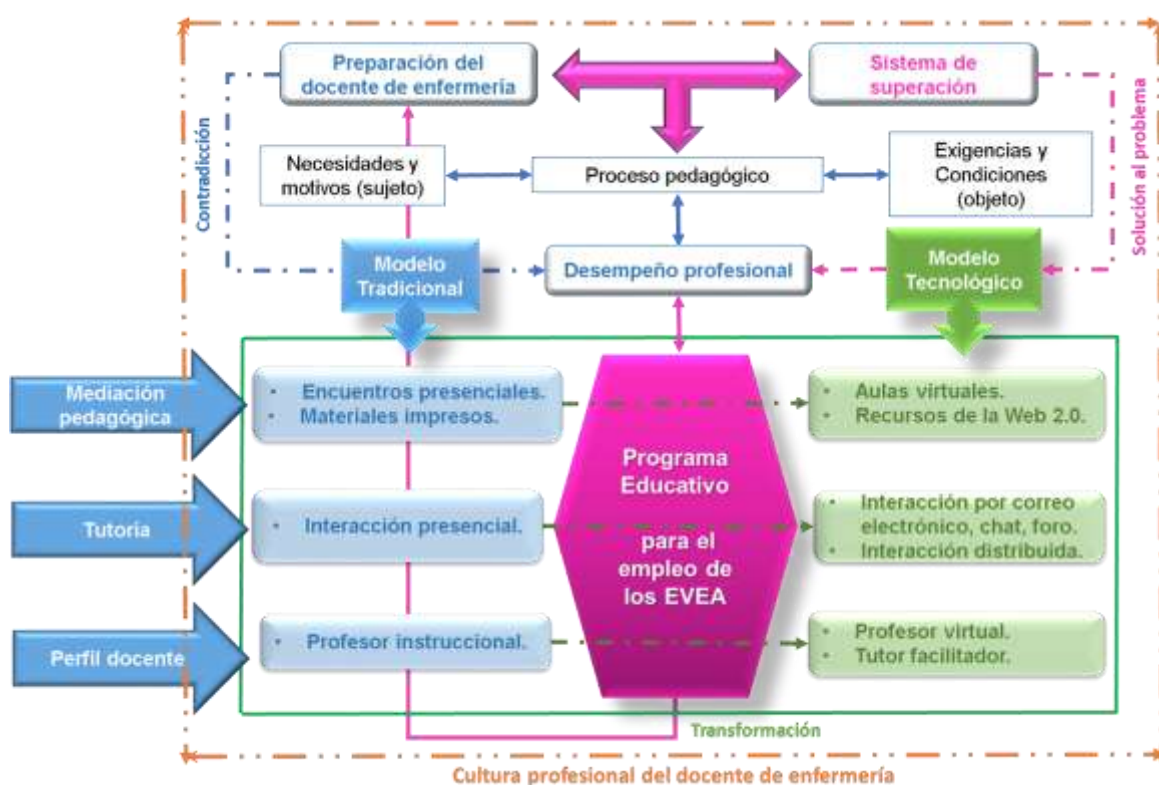 Preparación del
docente de enfermería
Sistema de
superación
Contradicción
Solución al problema
Necesidades y
motivos (sujeto)
Proceso pedagógico
Exigencias y
Condiciones
(objeto)
Modelo
Tradicional
Desempeño profesional
Modelo
Tecnológico
Mediación
pedagógica
• Encuentros presenciales.
• Materiales impresos.
• Aulas virtuales.
• Recursos de la Web 2.0.
Programa
Educativo
para el
empleo de
los EVEA
Tutoria
• Interacción presencial.
• Interacción por correo
electrónico, chat, foro.
• Interacción distribuida.
Perfil docente
• Profesor instruccional.
• Profesor virtual.
• Tutor facilitador.
Transformación
Cultura profesional del docente de enfermería